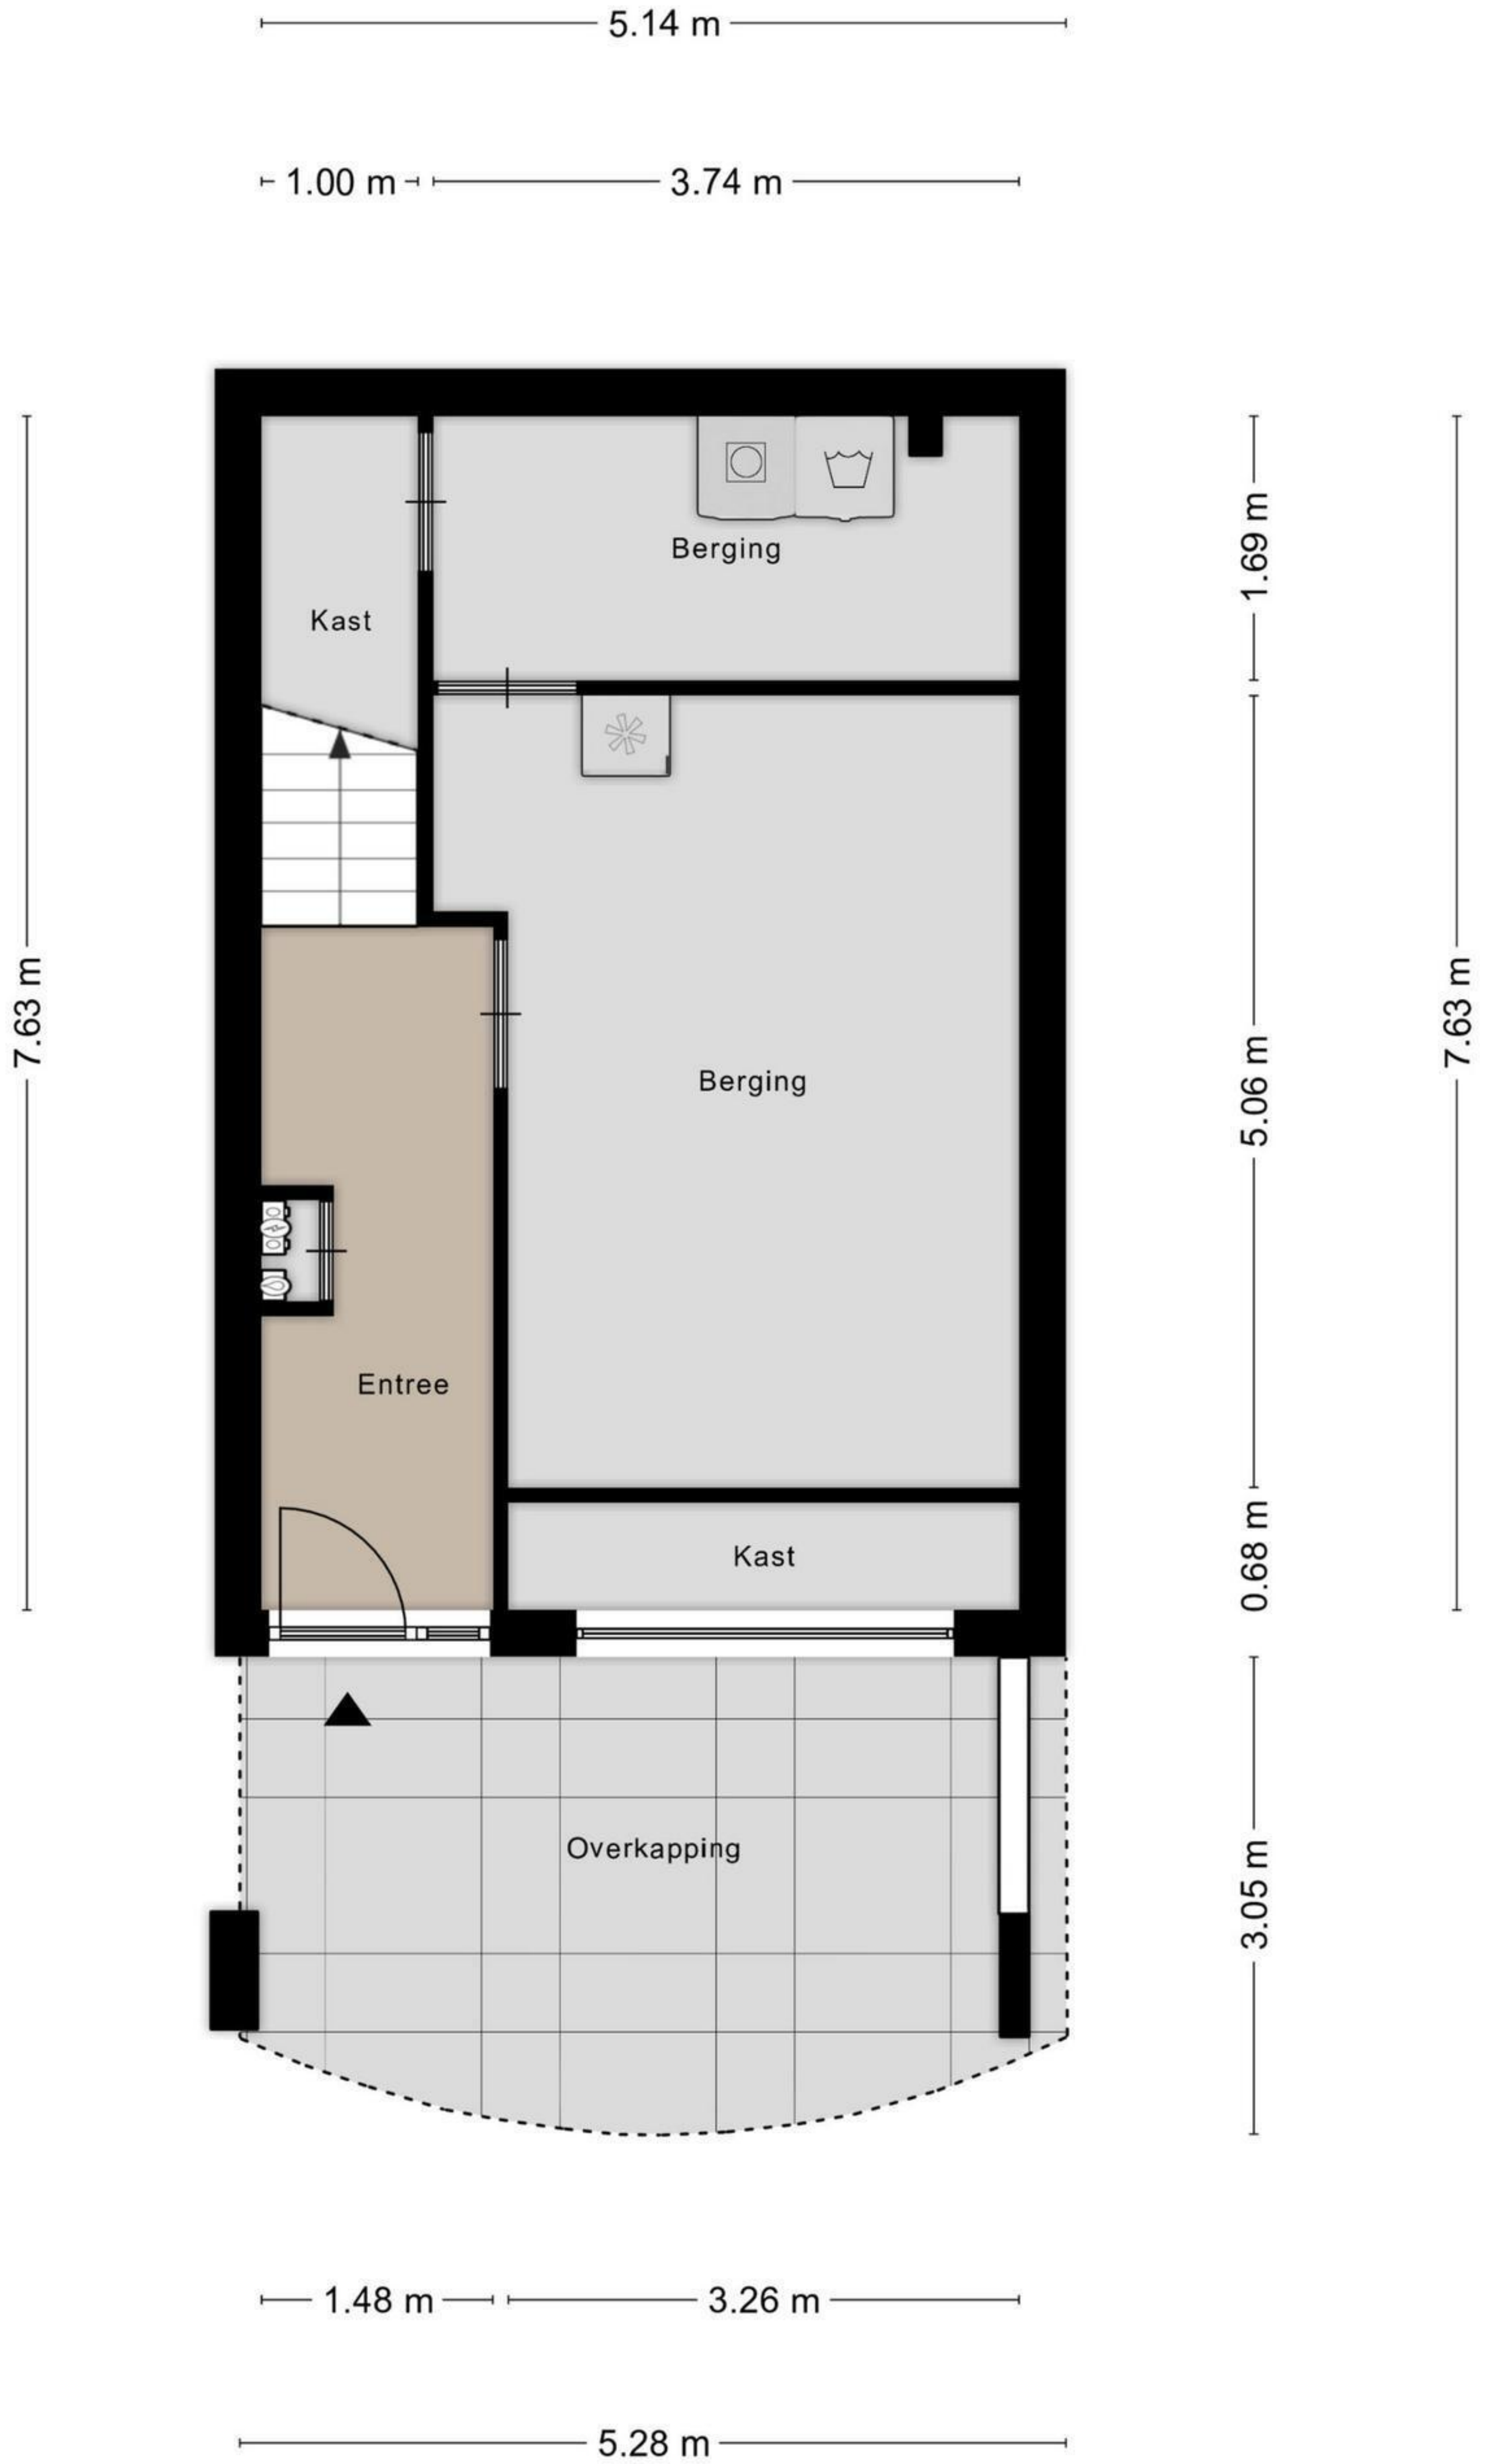 5.14 m
1.00 m
3.74 m
Berging
Kast
1.69 m
7.63 m
5.06 m
7.63 m
Berging
Entree
Kast
0.68 m
Overkapping
3.05 m
1.48 m
3.26 m
5.28 m